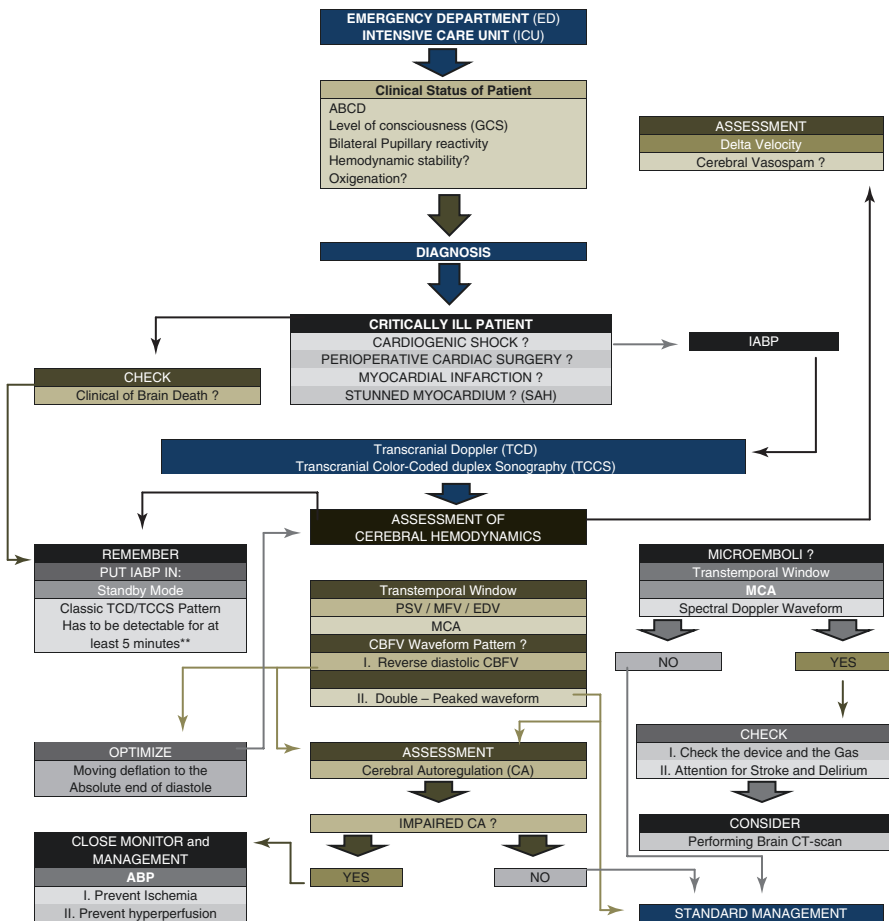 EMERGENCY DEPARTMENT (ED)
INTENSIVE CARE UNIT (ICU)
Clinical Status of Patient
ABCD
Level of consciousness (GCS)
Bilateral Pupillary reactivity
Hemodynamic stability?
Oxigenation?
ASSESSMENT
Delta Velocity
Cerebral Vasospam ?
DIAGNOSIS
CRITICALLY ILL PATIENT
CARDIOGENIC SHOCK ?
PERIOPERATIVE CARDIAC SURGERY ?
MYOCARDIAL INFARCTION ?
STUNNED MYOCARDIUM ? (SAH)
IABP
CHECK
Clinical of Brain Death ?
Transcranial Doppler (TCD)
Transcranial Color-Coded duplex Sonography (TCCS)
ASSESSMENT OF
CEREBRAL HEMODYNAMICS
REMEMBER
PUT IABP IN:
Standby Mode
Classic TCD/TCCS Pattern
Has to be detectable for at
least 5 minutes**
Transtemporal Window
PSV / MFV / EDV
MCA
CBFV Waveform Pattern ?
I. Reverse diastolic CBFV
II. Double – Peaked waveform
MICROEMBOLI ?
Transtemporal Window
MCA
Spectral Doppler Waveform
NO
YES
OPTIMIZE
Moving deflation to the
Absolute end of diastole
ASSESSMENT
Cerebral Autoregulation (CA)
CHECK
I. Check the device and the Gas
II. Attention for Stroke and Delirium
IMPAIRED CA ?
YES
NO
CONSIDER
Performing Brain CT-scan
CLOSE MONITOR and
MANAGEMENT
ABP
I. Prevent Ischemia
II. Prevent hyperperfusion
STANDARD MANAGEMENT